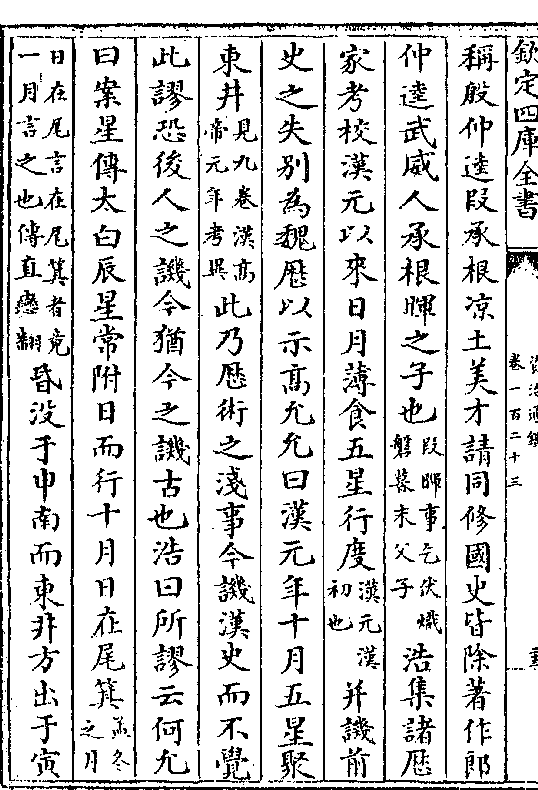 欽定四庫全書
資治通鑑
卷一百二十三
稱殷仲逵段承根凉土美才請同修國史皆除著作郎
仲逵武威人承根暉之子也段暉事乞伏熾磐暮末父子浩集諸歷
家考校漢元以來日月薄食五星行度漢元漢初也并譏前
史之失别為魏歷以示高允允曰漢元年十月五星聚
東井見九卷漢高帝元年考異此乃歷術之淺事今譏漢史而不覺
此謬恐後人之譏今猶今之譏古也浩曰所謬云何允
曰案星傳太白辰星常附日而行十月日在尾箕孟冬之月
日在尾言在尾箕者竟一月言之也傳直戀翻昏没于申南而東井方出于寅